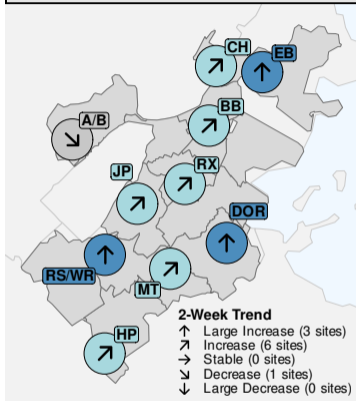 CH
EB
BB
A/B
RX
JP
DOR
RS/WR
MT
HP
2-Week Trend
↑ Large Increase (3 sites)
↗ Increase (6 sites)
→ Stable (0 sites)
↘ Decrease (1 sites)
↓ Large Decrease (0 sites)